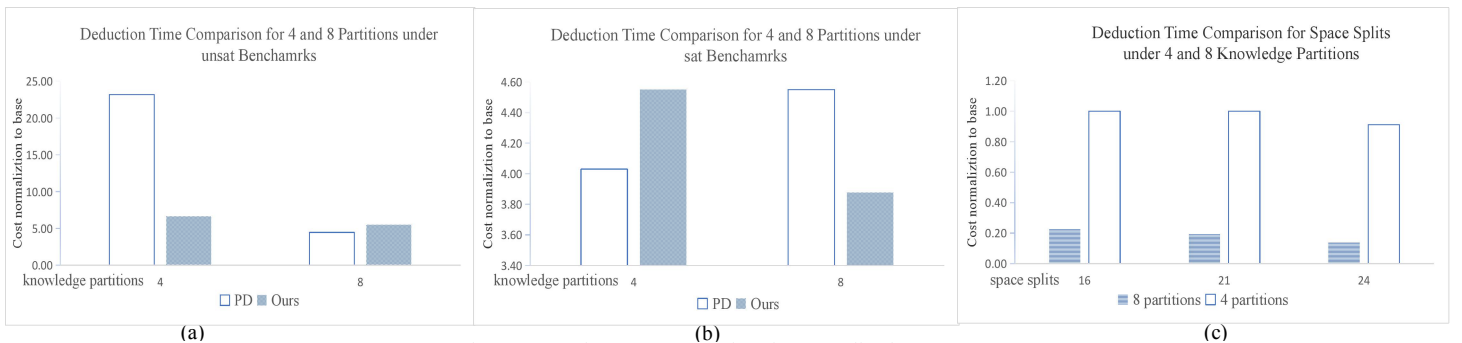 Deduction Time Comparison for 4 and 8 Partitions under
unsat Benchamrks
Cost normaliztion to base
25.00
20.00
15.00
10.00
5.00
0.00
knowledge partitions
4
8
PD
Ours
(a)
Deduction Time Comparison for 4 and 8 Partitions under
sat Benchamrks
Cost normaliztion to base
4.60
4.40
4.20
4.00
3.80
3.60
3.40
knowledge partitions
4
8
PD
Ours
(b)
Deduction Time Comparison for Space Splits
under 4 and 8 Knowledge Partitions
Cost normaliztion to base
1.20
1.00
0.80
0.60
0.40
0.20
0.00
space splits
16
21
24
8 partitions
4 partitions
(c)